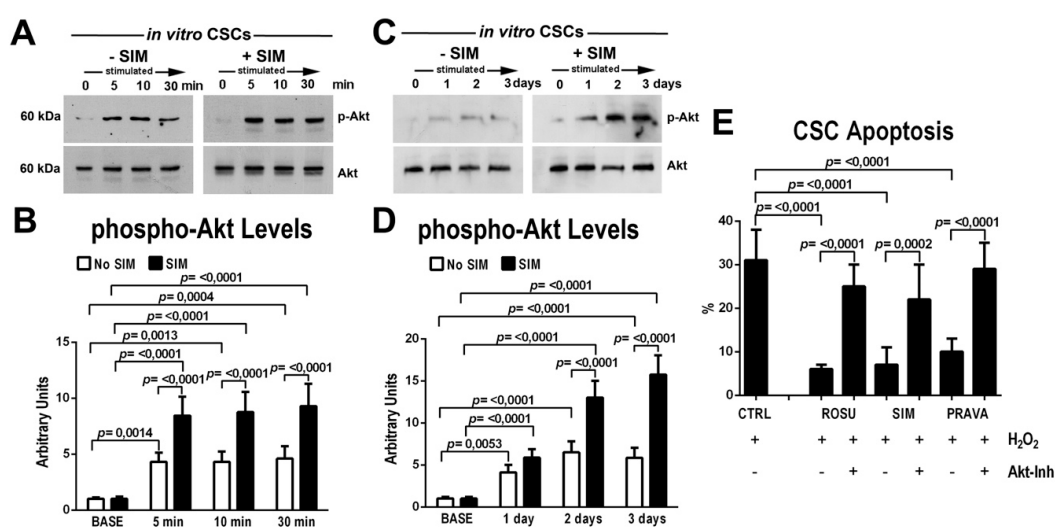 A
in vitro CSCs
- SIM + SIM
stimulated stimulated
0 5 10 30 min 0 5 10 30 min
60 kDa p-Akt
60 kDa Akt
B
phospho-Akt Levels
No SIM SIM
p= <0,0001
p= 0,0004
p= <0,0001
p= 0,0013
p= <0,0001
p= <0,0001 p= <0,0001 p= <0,0001
p= 0,0014
Arbitrary Units
15
10
5
0
BASE 5 min 10 min 30 min
C
in vitro CSCs
- SIM + SIM
stimulated stimulated
0 1 2 3 days 0 1 2 3 days
p-Akt
Akt
D
phospho-Akt Levels
No SIM SIM
p= <0,0001
p= <0,0001
p= <0,0001
p= <0,0001
p= <0,0001
p= <0,0001
p= <0,0001
p= 0,0053
Arbitrary Units
20
15
10
5
0
BASE 1 day 2 days 3 days
E
CSC Apoptosis
p= <0,0001
p= <0,0001
p= <0,0001
p= <0,0001 p= 0,0002 p= <0,0001
%
40
30
20
10
0
CTRL ROSU SIM PRAVA
+ + + + + + + H₂O₂
- - + - + - + Akt-Inh